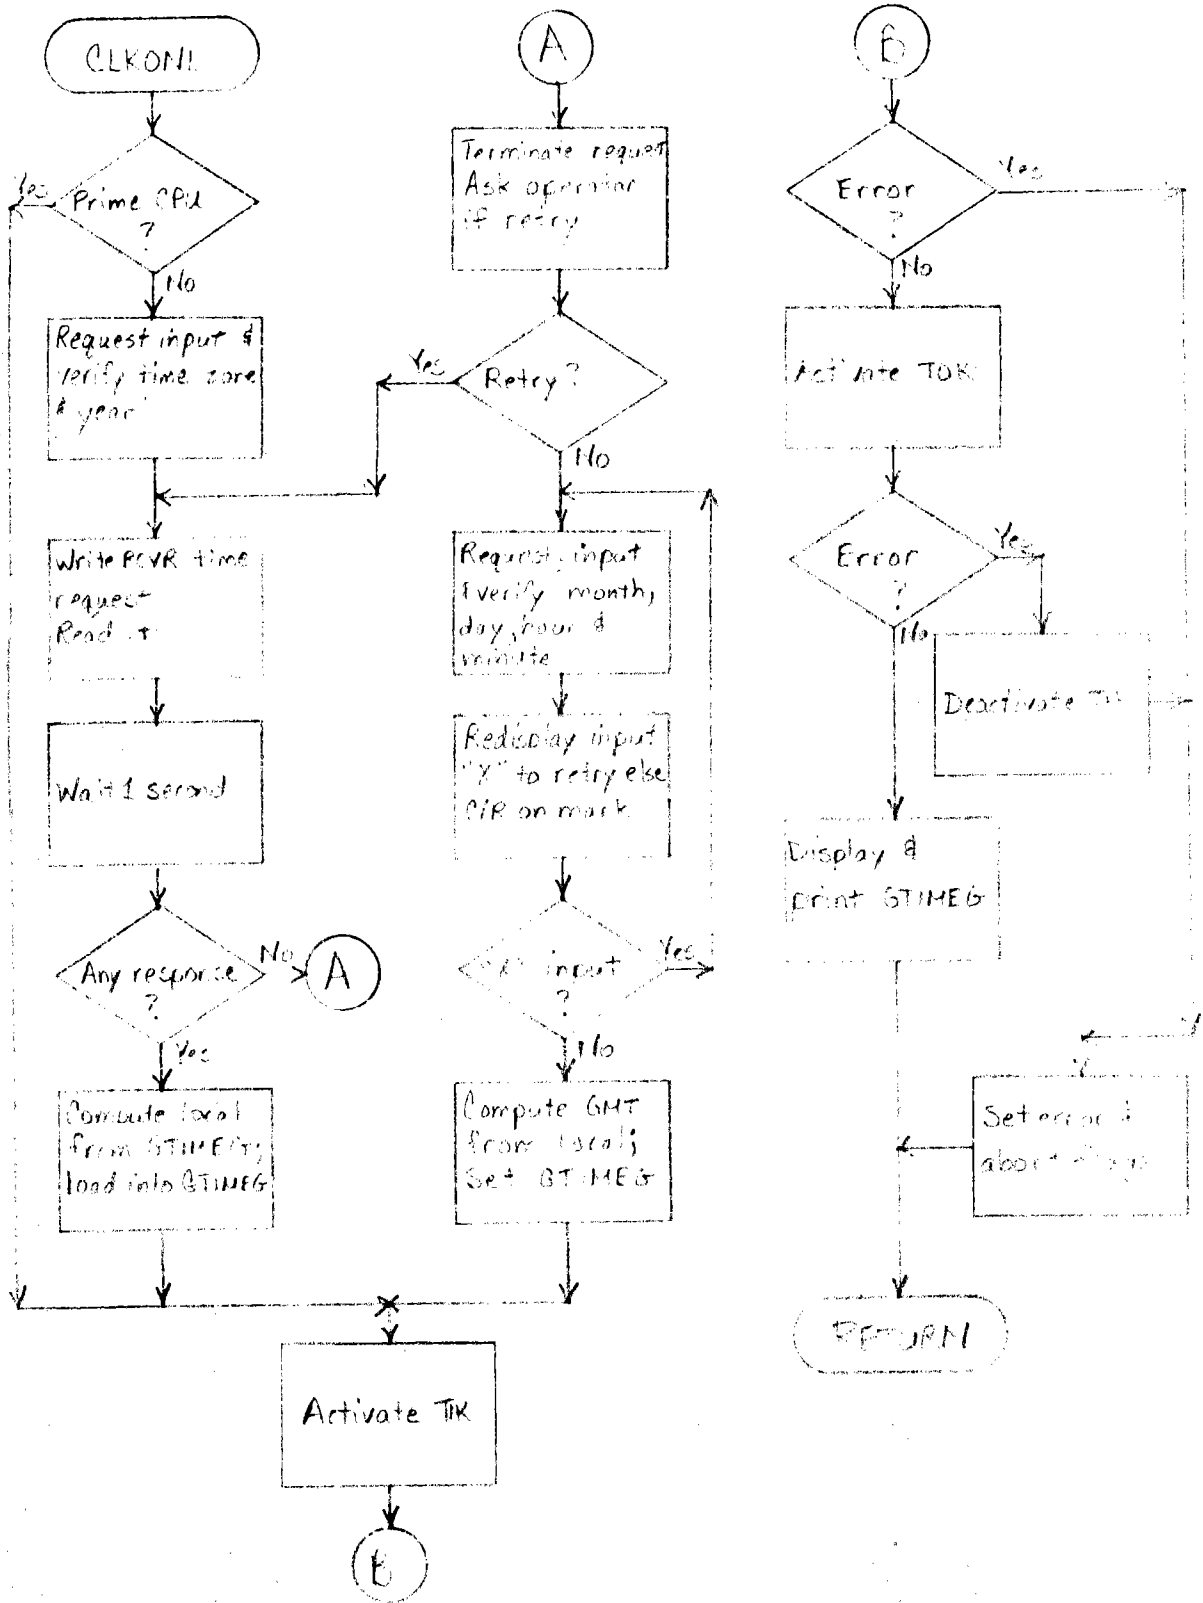 CLKONL
Prime CPU
?
Yes
No
Request input &
verify time zone
& year
Write RCVR time
request
Read it
Wait 1 second
Any response
?
No
A
Yes
Compute local
from GTIMEG;
load into GTIMEG
A
Terminate request
Ask operator
if retry
Retry?
Yes
No
Request input
& verify month,
day, hour &
minute
Redisplay input
"X" to retry else
C/R on mark
"X" input
?
Yes
No
Compute GMT
from local;
Set GTIMEG
Activate TIK
B
B
Error
?
Yes
No
Activate TOK
Error
?
Yes
No
Deactivate
Display &
print GTIMEG
Set error &
abort flags
RETURN